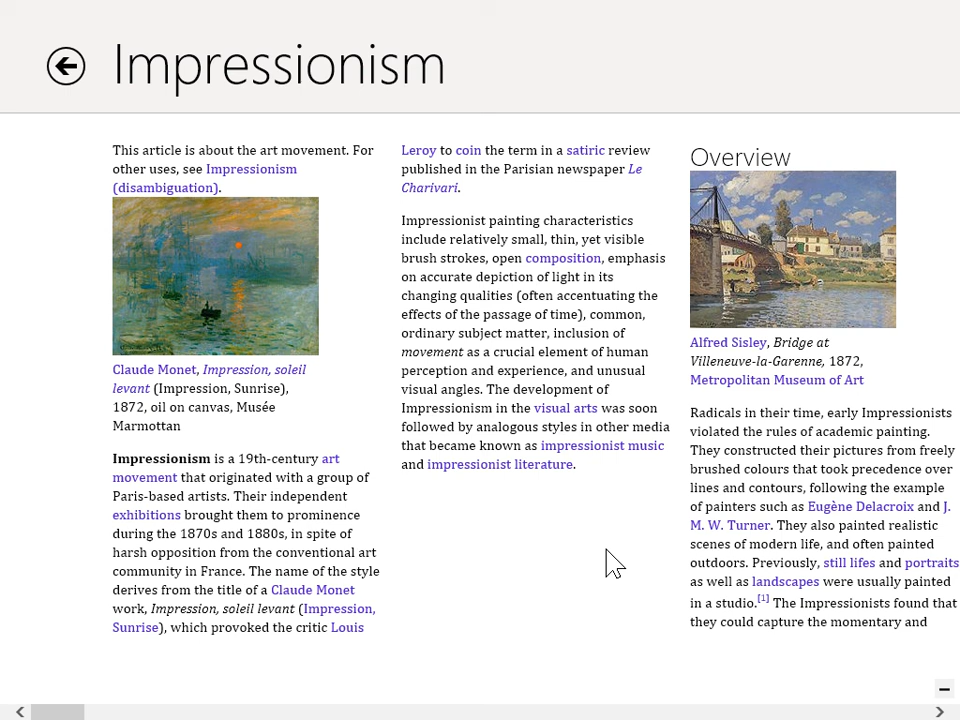 Impressionism
This article is about the art movement. For
other uses, see Impressionism
(disambiguation).
Claude Monet, Impression, soleil
levant (Impression, Sunrise),
1872, oil on canvas, Musée
Marmottan
Impressionism is a 19th-century art
movement that originated with a group of
Paris-based artists. Their independent
exhibitions brought them to prominence
during the 1870s and 1880s, in spite of
harsh opposition from the conventional art
community in France. The name of the style
derives from the title of a Claude Monet
work, Impression, soleil levant (Impression,
Sunrise), which provoked the critic Louis
Leroy to coin the term in a satiric review
published in the Parisian newspaper Le
Charivari.
Impressionist painting characteristics
include relatively small, thin, yet visible
brush strokes, open composition, emphasis
on accurate depiction of light in its
changing qualities (often accentuating the
effects of the passage of time), common,
ordinary subject matter, inclusion of
movement as a crucial element of human
perception and experience, and unusual
visual angles. The development of
Impressionism in the visual arts was soon
followed by analogous styles in other media
that became known as impressionist music
and impressionist literature.
Overview
Alfred Sisley, Bridge at
Villeneuve-la-Garenne, 1872,
Metropolitan Museum of Art
Radicals in their time, early Impressionists
violated the rules of academic painting.
They constructed their pictures from freely
brushed colours that took precedence over
lines and contours, following the example
of painters such as Eugène Delacroix and J.
M. W. Turner. They also painted realistic
scenes of modern life, and often painted
outdoors. Previously, still lifes and portraits
as well as landscapes were usually painted
in a studio.[1] The Impressionists found that
they could capture the momentary and